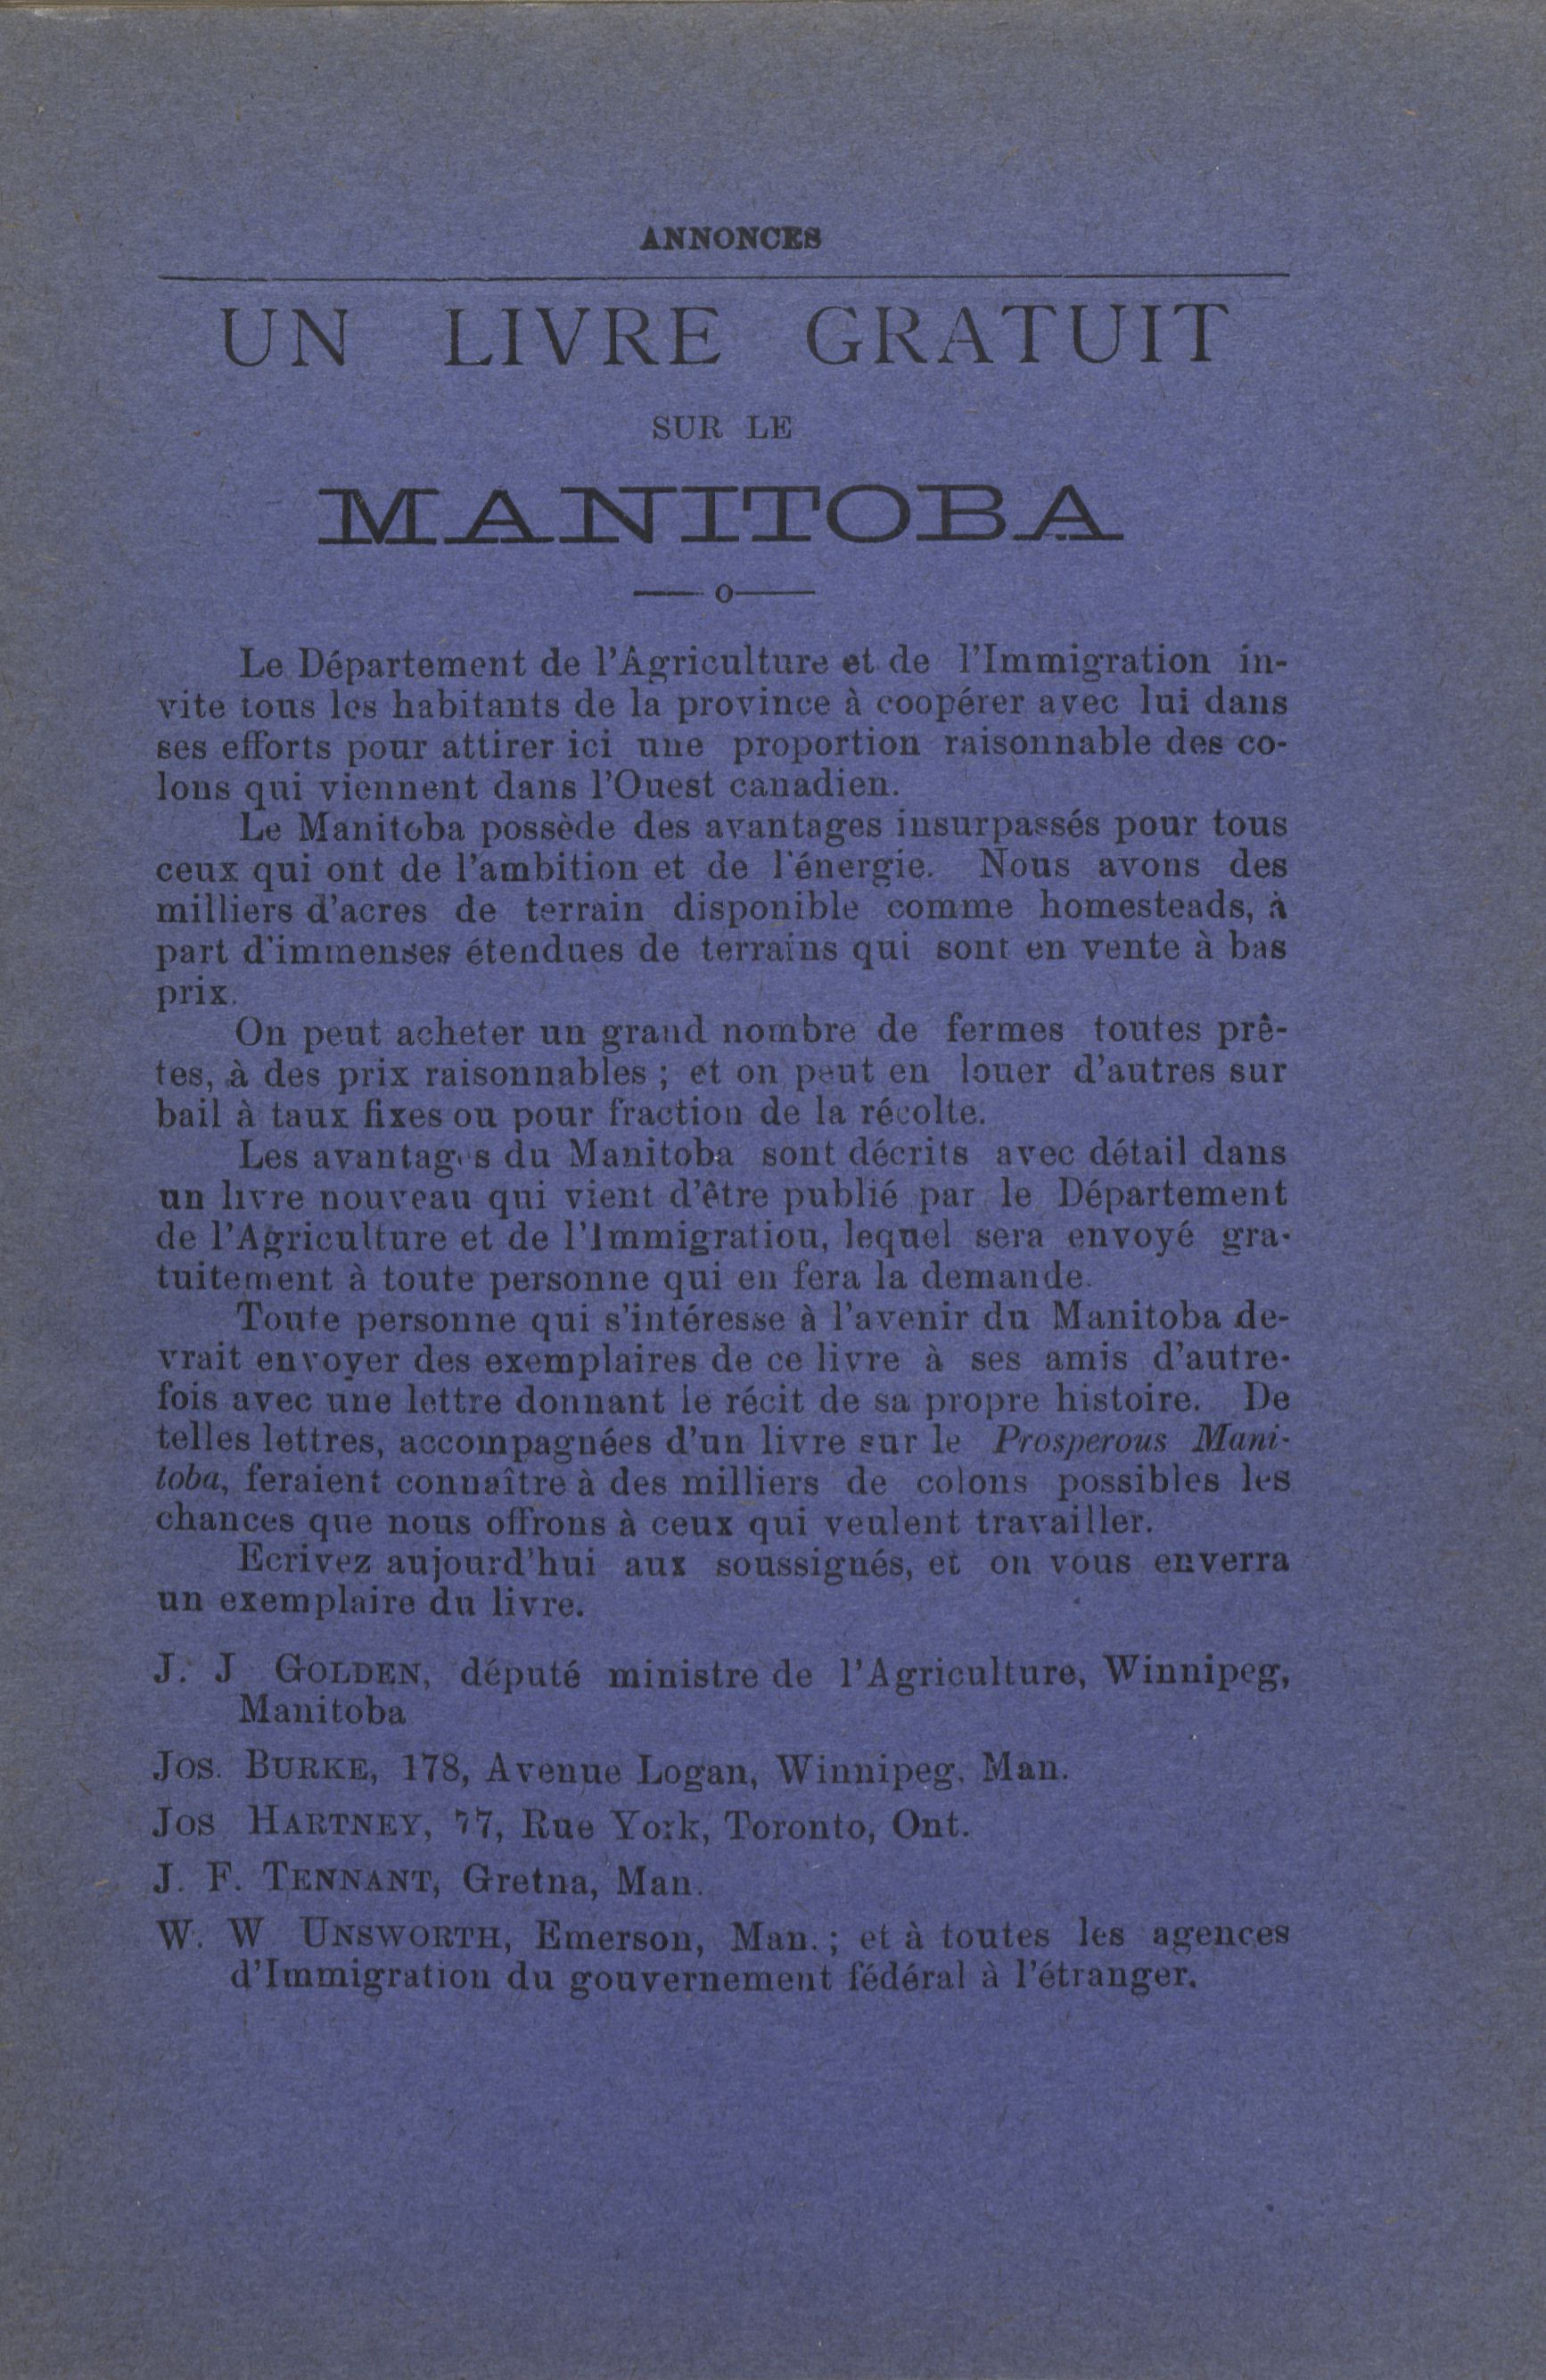 ANNONCES
UN LIVRE GRATUIT
SUR LE
MANITOBA
—o—
Le Département de l'Agriculture et de l'Immigration in-
vite tous les habitants de la province à coopérer avec lui dans
ses efforts pour attirer ici une proportion raisonnable des co-
lons qui viennent dans l'Ouest canadien.
Le Manitoba possède des avantages insurpassés pour tous
ceux qui ont de l'ambition et de l'énergie. Nous avons des
milliers d'acres de terrain disponible comme homesteads, à
part d'immenses étendues de terrains qui sont en vente à bas
prix.
On peut acheter un grand nombre de fermes toutes prê-
tes, à des prix raisonnables ; et on peut en louer d'autres sur
bail à taux fixes ou pour fraction de la récolte.
Les avantages du Manitoba sont décrits avec détail dans
un livre nouveau qui vient d'être publié par le Département
de l'Agriculture et de l'Immigration, lequel sera envoyé gra-
tuitement à toute personne qui en fera la demande.
Toute personne qui s'intéresse à l'avenir du Manitoba de-
vrait envoyer des exemplaires de ce livre à ses amis d'autre-
fois avec une lettre donnant le récit de sa propre histoire. De
telles lettres, accompagnées d'un livre sur le Prosperous Mani-
toba, feraient connaître à des milliers de colons possibles les
chances que nous offrons à ceux qui veulent travailler.
Ecrivez aujourd'hui aux soussignés, et on vous enverra
un exemplaire du livre.
J. J GOLDEN, député ministre de l'Agriculture, Winnipeg,
Manitoba
JOS. BURKE, 178, Avenue Logan, Winnipeg, Man.
JOS HARTNEY, 77, Rue York, Toronto, Ont.
J. F. TENNANT, Gretna, Man.
W. W UNSWORTH, Emerson, Man. ; et à toutes les agences
d'Immigration du gouvernement fédéral à l'étranger.